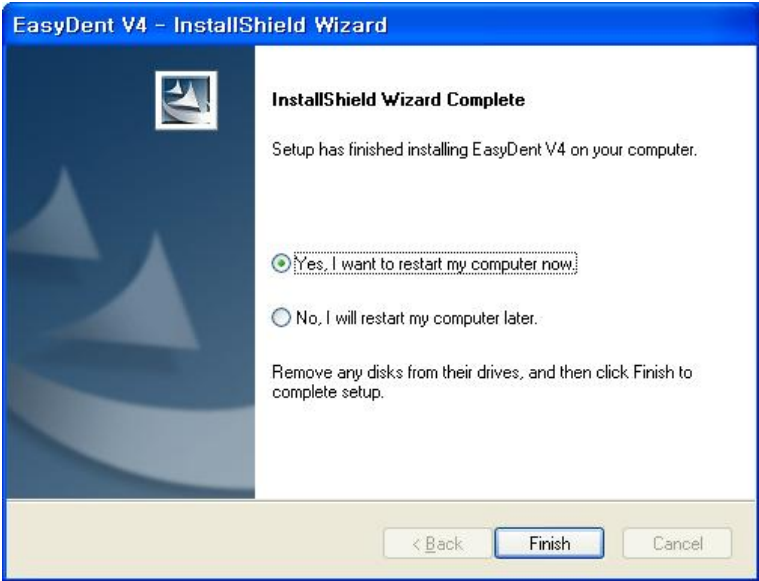 EasyDent V4 - InstallShield Wizard
InstallShield Wizard Complete
Setup has finished installing EasyDent V4 on your computer.
Yes, I want to restart my computer now.
No, I will restart my computer later.
Remove any disks from their drives, and then click Finish to
complete setup.
< Back Finish Cancel